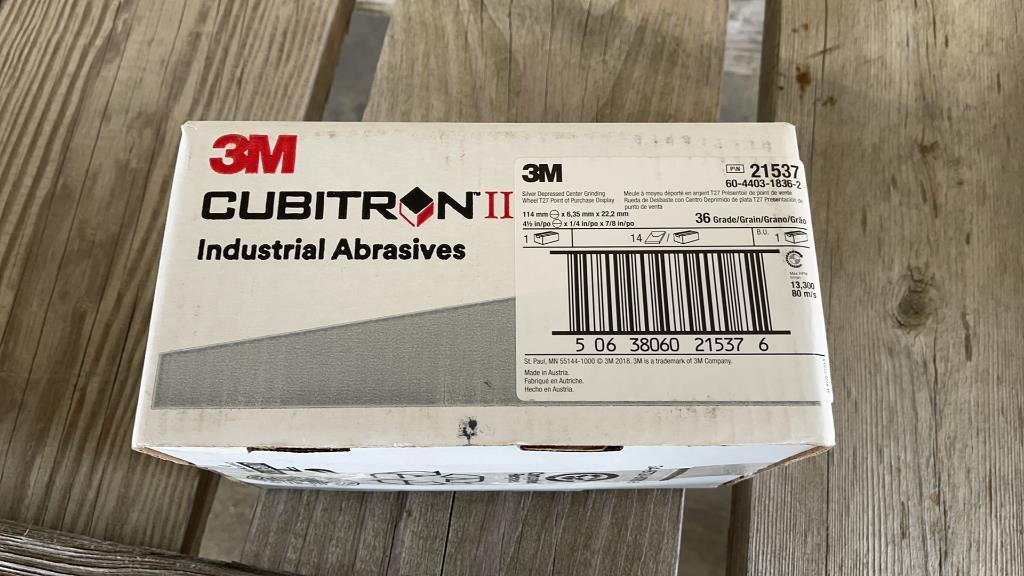 3M
CUBITRON™ II
Industrial Abrasives
3M
P\N 21537
60-4403-1836-2
Silver Depressed Center Grinding
Wheel T27 Point of Purchase Display
Meule à moyeu déporté en argent T27 Présentoir de point de vente
Rueda de Desbaste con Centro Deprimido de plata T27 Presentación de
punto de venta
114 mm x 6,35 mm x 22,2 mm
4½ in/po x 1/4 in/po x 7/8 in/po
36 Grade/Grain/Grano/Grão
1
14 /
B.U. 1
Max. RPM
13,300
80 m/s
5 06 38060 21537 6
St. Paul, MN 55144-1000 © 3M 2018. 3M is a trademark of 3M Company.
Made in Austria.
Fabriqué en Autriche.
Hecho en Austria.